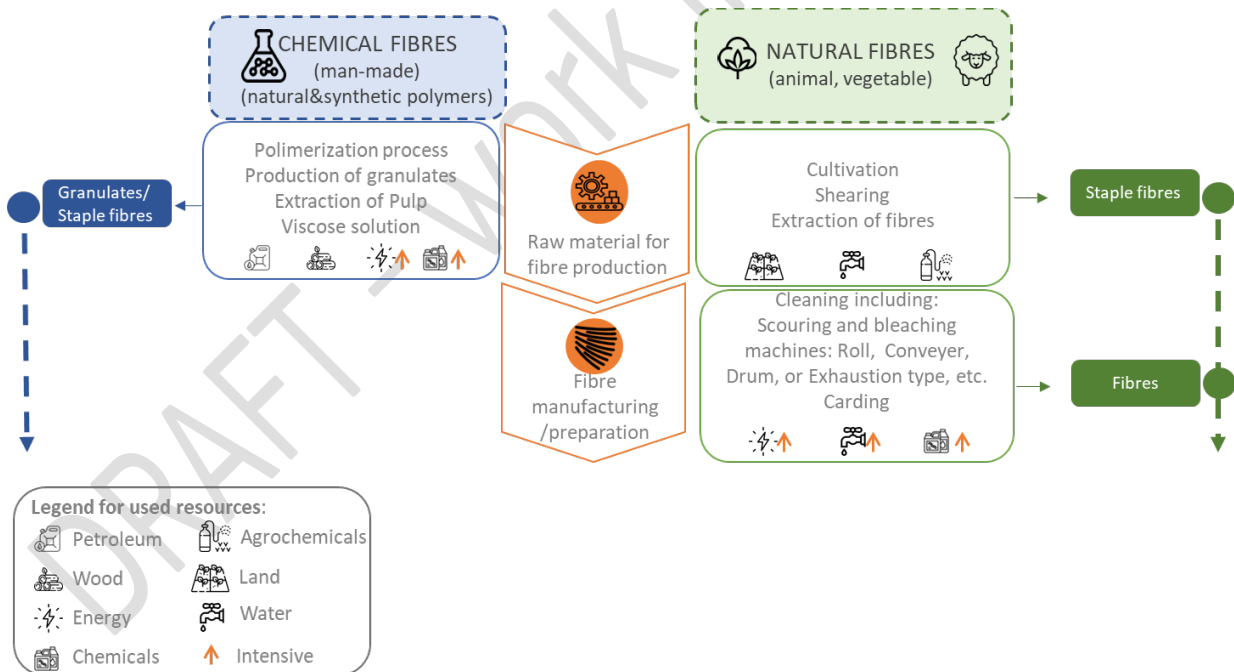 DRAFT – work in
CHEMICAL FIBRES
(man-made)
(natural&synthetic polymers)
NATURAL FIBRES
(animal, vegetable)
Polimerization process
Production of granulates
Extraction of Pulp
Viscose solution
Granulates/
Staple fibres
Raw material for
fibre production
Cultivation
Shearing
Extraction of fibres
Staple fibres
Fibre
manufacturing
/preparation
Cleaning including:
Scouring and bleaching
machines: Roll, Conveyer,
Drum, or Exhaustion type, etc.
Carding
Fibres
Legend for used resources:
Petroleum
Agrochemicals
Wood
Land
Energy
Water
Chemicals
Intensive